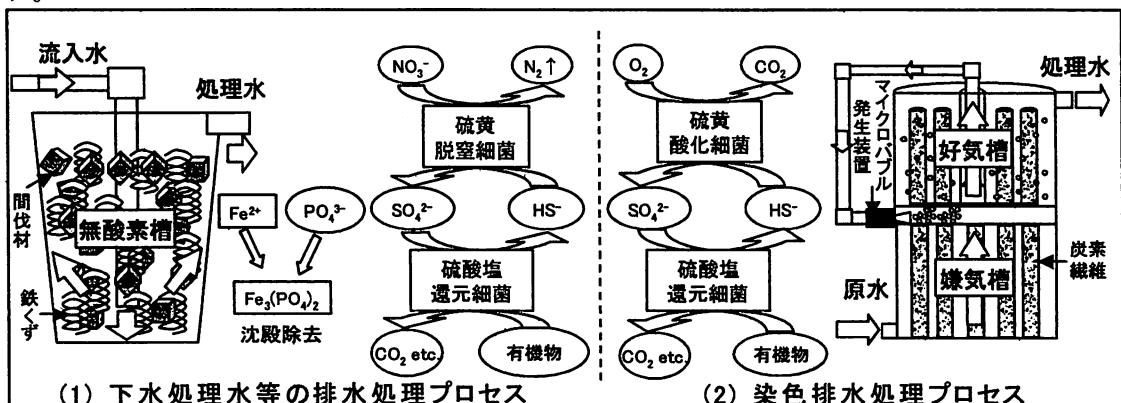 流入水
処理水
間伐材
無酸素槽
鉄くず
Fe²⁺
PO₄³⁻
Fe₃(PO₄)₂
沈殿除去
NO₃⁻
N₂↑
硫黄
脱窒細菌
SO₄²⁻
HS⁻
硫酸塩
還元細菌
CO₂ etc.
有機物
O₂
CO₂
硫黄
酸化細菌
SO₄²⁻
HS⁻
硫酸塩
還元細菌
CO₂ etc.
有機物
処理水
マイクロバブル
発生装置
好気槽
炭素
繊維
嫌気槽
原水
(1) 下水処理水等の排水処理プロセス
(2) 染色排水処理プロセス